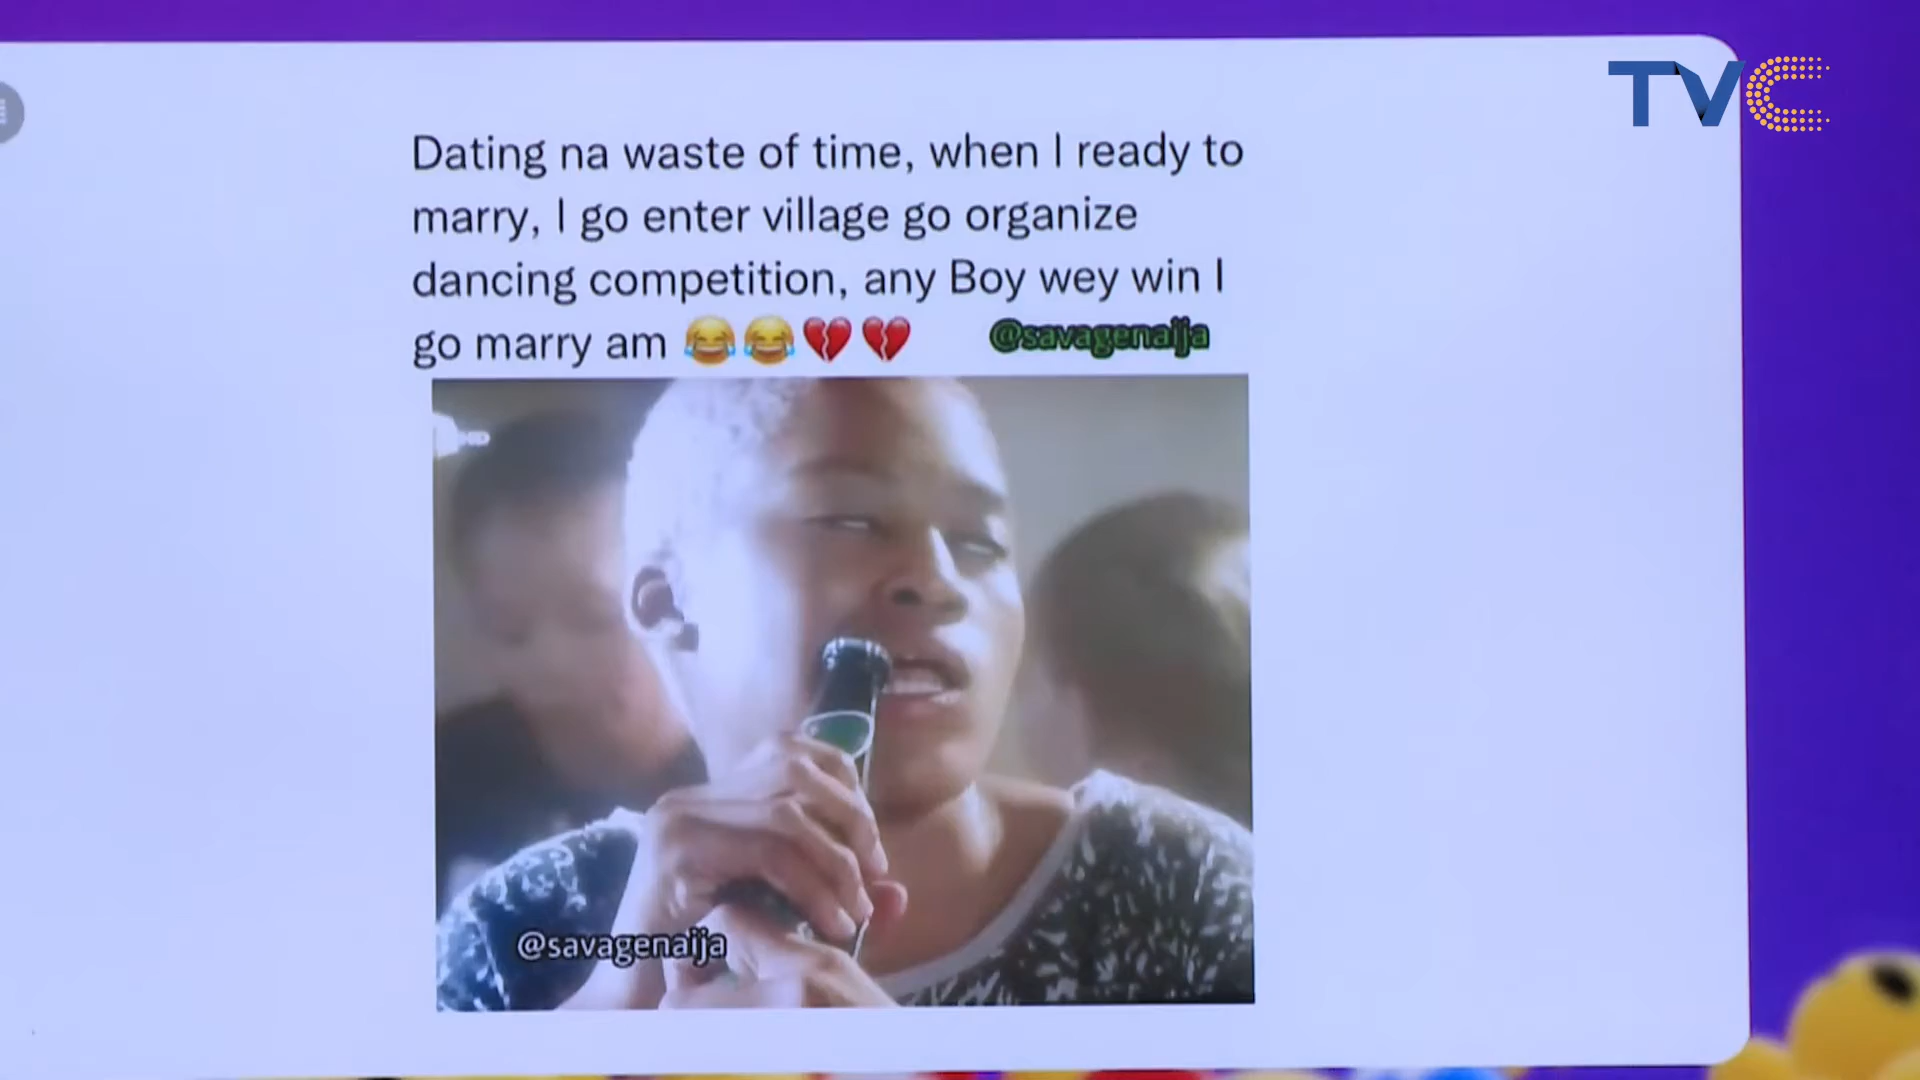 TVC
Dating na waste of time, when I ready to
marry, I go enter village go organize
dancing competition, any Boy wey win I
go marry am 😂😂💔💔
@savagenaija
HD
@savagenaija